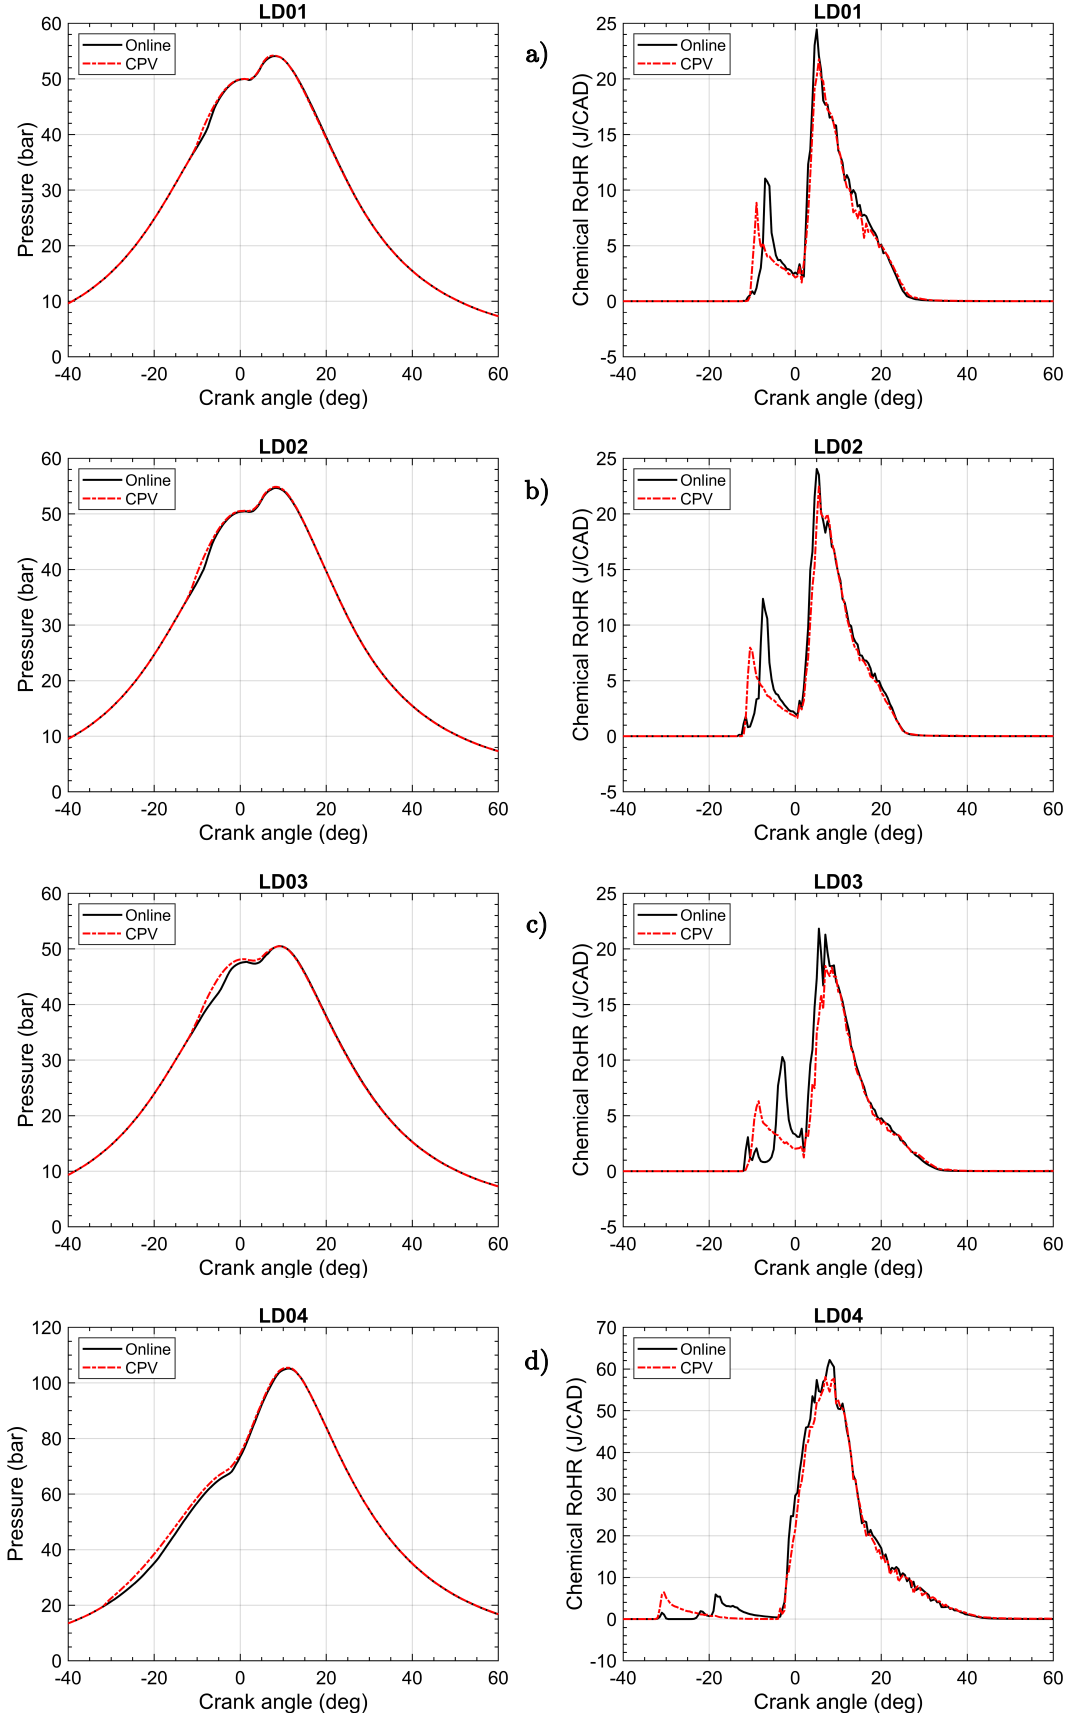 LD01
Online
CPV
Pressure (bar)
60
50
40
30
20
10
0
-40 -20 0 20 40 60
Crank angle (deg)
a)
LD01
Online
CPV
Chemical RoHR (J/CAD)
25
20
15
10
5
0
-5
-40 -20 0 20 40 60
Crank angle (deg)
LD02
Online
CPV
Pressure (bar)
60
50
40
30
20
10
0
-40 -20 0 20 40 60
Crank angle (deg)
b)
LD02
Online
CPV
Chemical RoHR (J/CAD)
25
20
15
10
5
0
-5
-40 -20 0 20 40 60
Crank angle (deg)
LD03
Online
CPV
Pressure (bar)
60
50
40
30
20
10
0
-40 -20 0 20 40 60
Crank angle (deg)
c)
LD03
Online
CPV
Chemical RoHR (J/CAD)
25
20
15
10
5
0
-5
-40 -20 0 20 40 60
Crank angle (deg)
LD04
Online
CPV
Pressure (bar)
120
100
80
60
40
20
0
-40 -20 0 20 40 60
Crank angle (deg)
d)
LD04
Online
CPV
Chemical RoHR (J/CAD)
70
60
50
40
30
20
10
0
-10
-40 -20 0 20 40 60
Crank angle (deg)